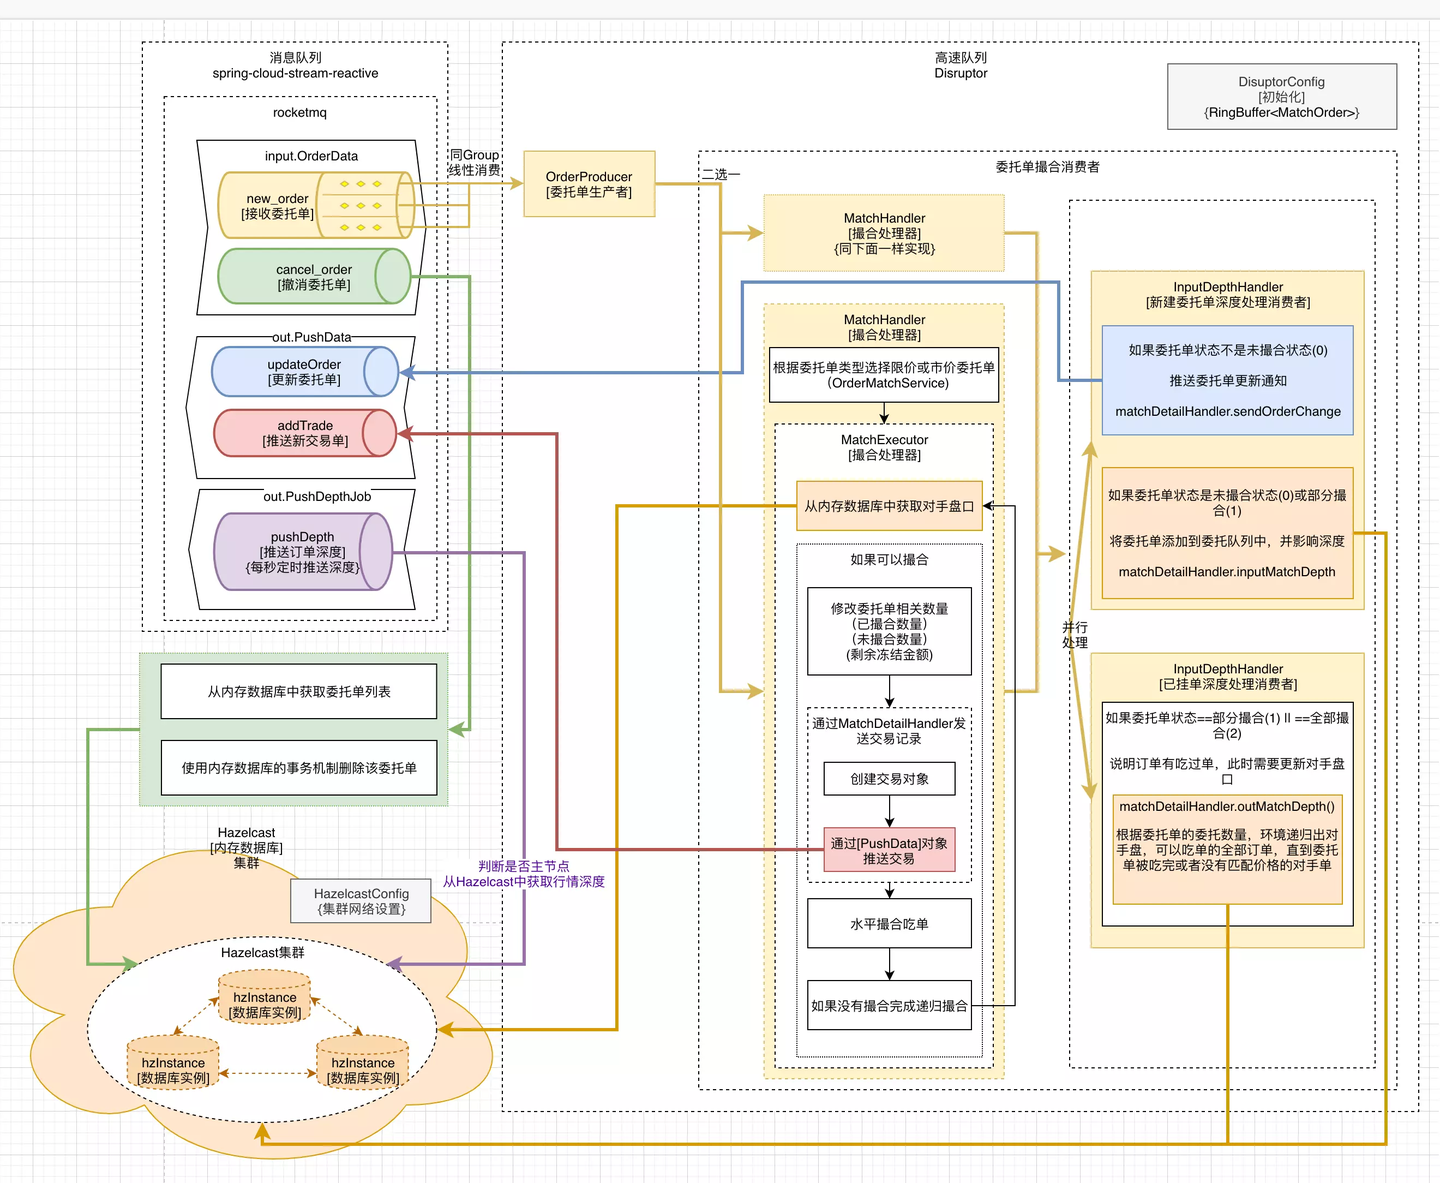 消息队列
spring-cloud-stream-reactive
rocketmq
input.OrderData
new_order
[接收委托单]
cancel_order
[撤消委托单]
out.PushData
updateOrder
[更新委托单]
addTrade
[推送新交易单]
out.PushDepthJob
pushDepth
[推送订单深度]
{每秒定时推送深度}
同Group
线性消费
从内存数据库中获取委托单列表
使用内存数据库的事务机制删除该委托单
Hazelcast
[内存数据库]
集群
HazelcastConfig
{集群网络设置}
判断是否主节点
从Hazelcast中获取行情深度
Hazelcast集群
hzInstance
[数据库实例]
hzInstance
[数据库实例]
hzInstance
[数据库实例]
高速队列
Disruptor
DisuptorConfig
[初始化]
{RingBuffer<MatchOrder>}
OrderProducer
[委托单生产者]
二选一
委托单撮合消费者
MatchHandler
[撮合处理器]
{同下面一样实现}
MatchHandler
[撮合处理器]
根据委托单类型选择限价或市价委托单
（OrderMatchService)
MatchExecutor
[撮合处理器]
从内存数据库中获取对手盘口
如果可以撮合
修改委托单相关数量
（已撮合数量）
（未撮合数量）
(剩余冻结金额)
通过MatchDetailHandler发
送交易记录
创建交易对象
通过[PushData]对象
推送交易
水平撮合吃单
如果没有撮合完成递归撮合
并行
处理
InputDepthHandler
[新建委托单深度处理消费者]
如果委托单状态不是未撮合状态(0)
推送委托单更新通知
matchDetailHandler.sendOrderChange
如果委托单状态是未撮合状态(0)或部分撮
合(1)
将委托单添加到委托队列中，并影响深度
matchDetailHandler.inputMatchDepth
InputDepthHandler
[已挂单深度处理消费者]
如果委托单状态==部分撮合(1) || ==全部撮
合(2)
说明订单有吃过单，此时需要更新对手盘
口
matchDetailHandler.outMatchDepth()
根据委托单的委托数量，环境递归出对
手盘，可以吃单的全部订单，直到委托
单被吃完或者没有匹配价格的对手单